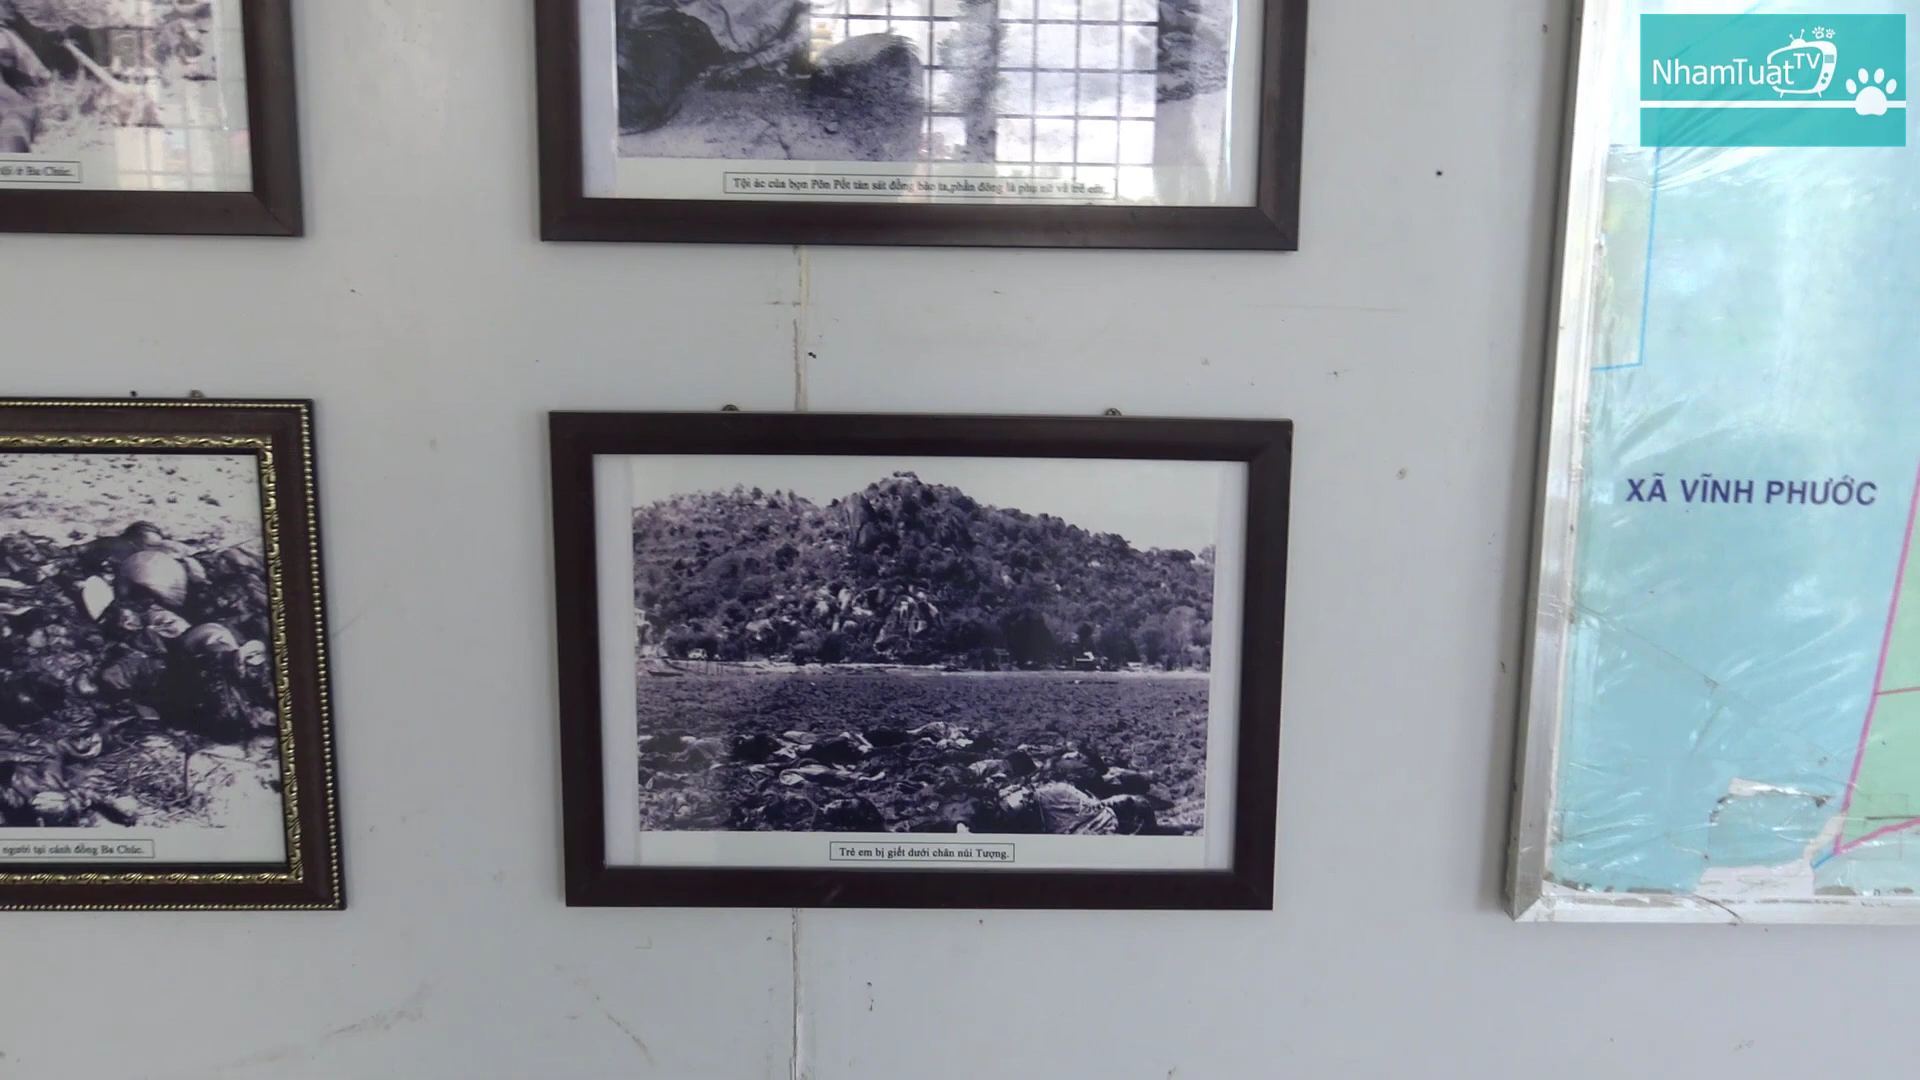 NhamTuatTV
ở Ba Chúc.
Tội ác của bọn Pôn Pốt tàn sát đồng bào ta,phần đông là phụ nữ và trẻ em.
XÃ VĨNH PHƯỚC
người tại cánh đồng Ba Chúc.
Trẻ em bị giết dưới chân núi Tượng.